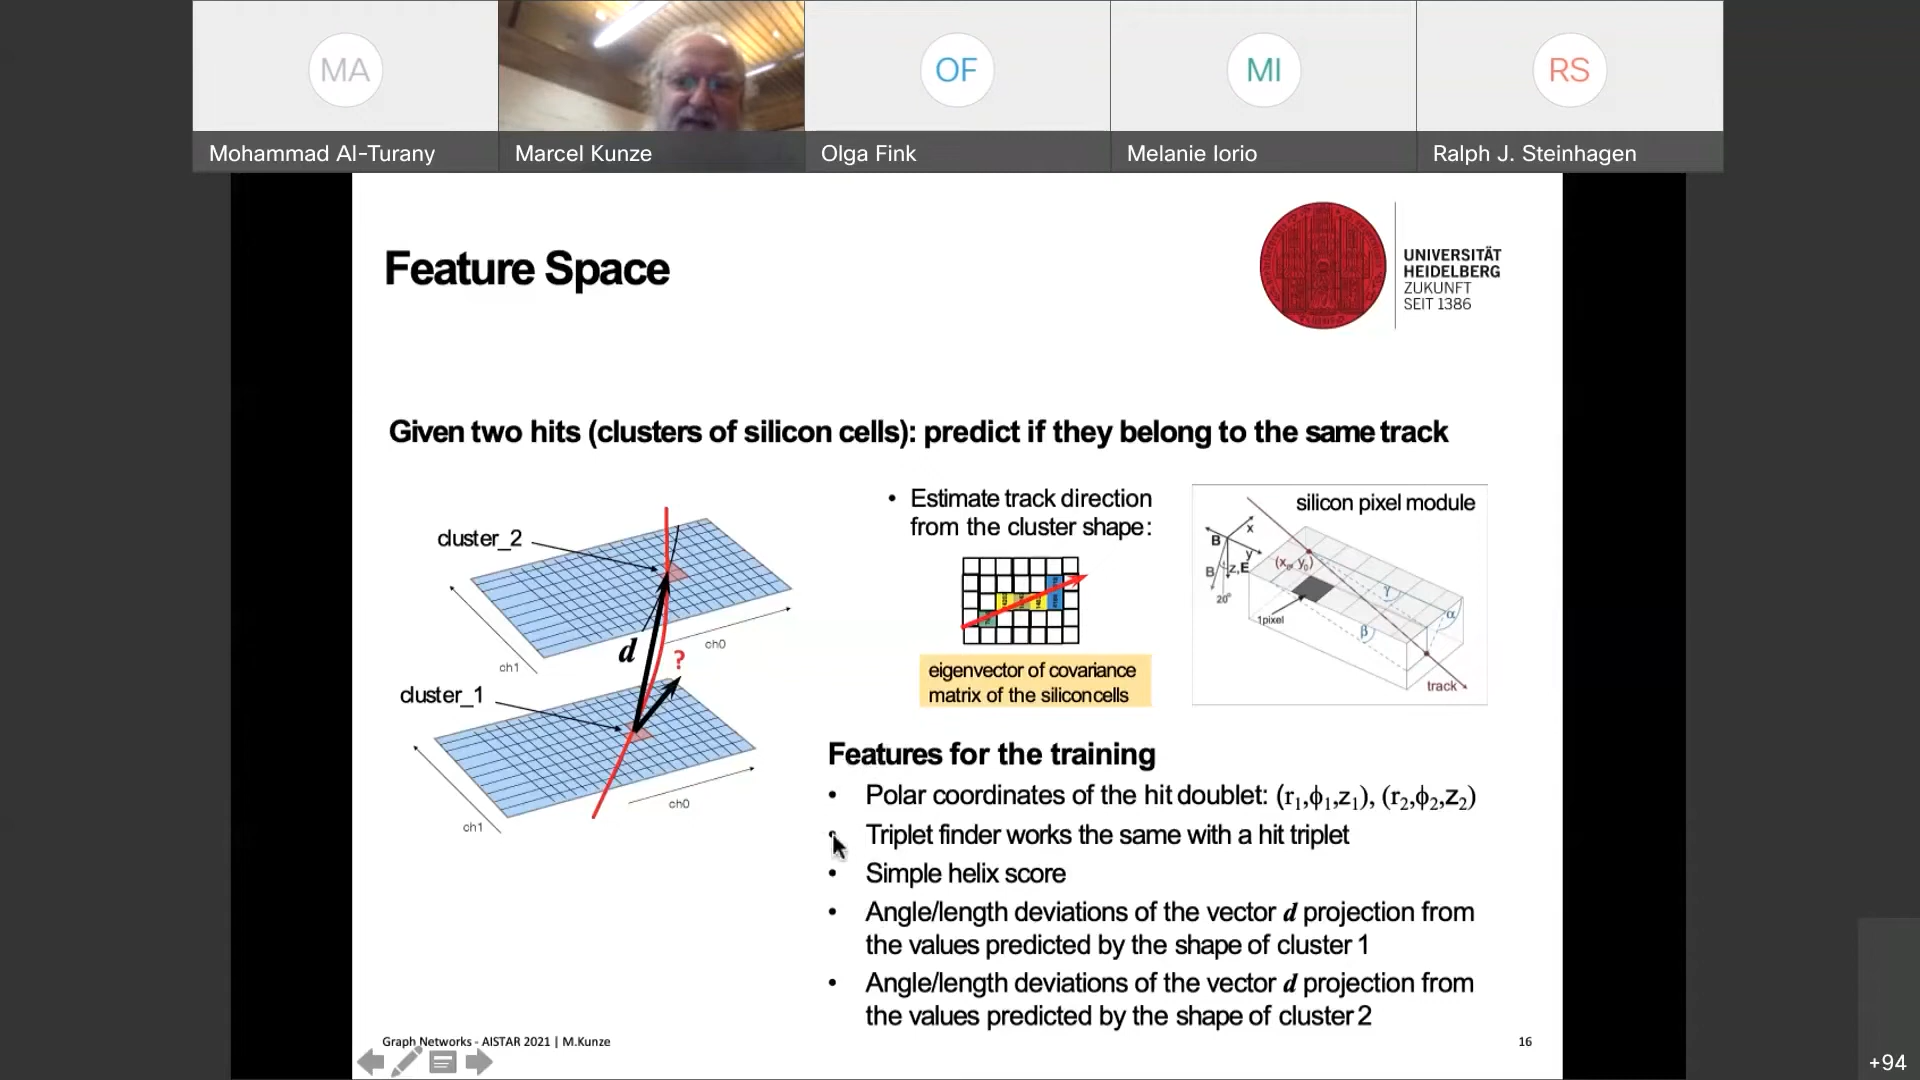 MA
OF
MI
RS
Mohammad Al-Turany
Marcel Kunze
Olga Fink
Melanie Iorio
Ralph J. Steinhagen
Feature Space
UNIVERSITÄT
HEIDELBERG
ZUKUNFT
SEIT 1386
Given two hits (clusters of silicon cells): predict if they belong to the same track
cluster_2
d
?
ch0
ch1
cluster_1
ch0
ch1
• Estimate track direction
from the cluster shape:
eigenvector of covariance
matrix of the silicon cells
silicon pixel module
x
B
y
(x₀, y₀)
B
z,E
20°
1pixel
γ
α
β
track
Features for the training
• Polar coordinates of the hit doublet: (r₁,ϕ₁,z₁), (r₂,ϕ₂,z₂)
• Triplet finder works the same with a hit triplet
• Simple helix score
• Angle/length deviations of the vector d projection from
the values predicted by the shape of cluster 1
• Angle/length deviations of the vector d projection from
the values predicted by the shape of cluster 2
Graph Networks - AISTAR 2021 | M.Kunze
16
+94